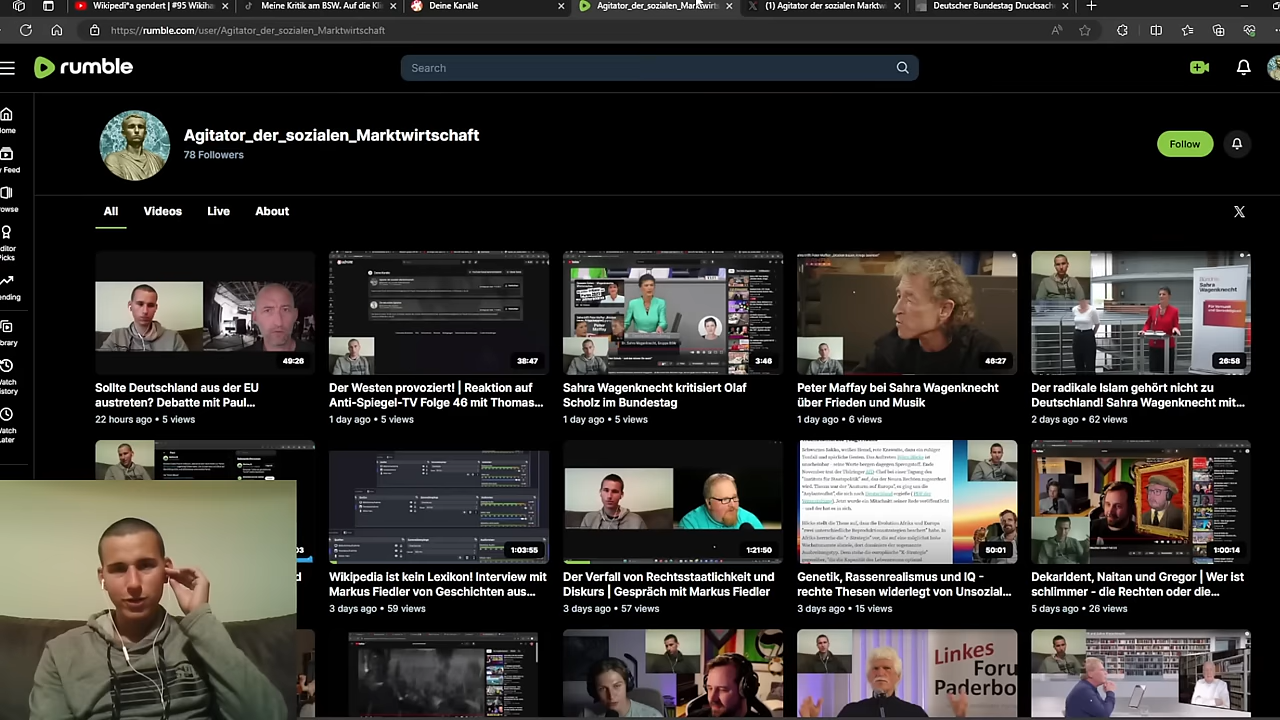 Wikipedi*a gendert | #95 Wikiha
Meine Kritik am BSW. Auf die Kl
Deine Kanäle
Agitator_der_sozialen_Marktwirts
(1) Agitator der sozialen Marktw
Deutscher Bundestag Drucksach
https://rumble.com/user/Agitator_der_sozialen_Marktwirtschaft
rumble
Search
Agitator_der_sozialen_Marktwirtschaft
78 Followers
Follow
All
Videos
Live
About
49:26
38:47
3:46
46:27
26:58
Sollte Deutschland aus der EU
austreten? Debatte mit Paul...
22 hours ago • 5 views
Der Westen provoziert! | Reaktion auf
Anti-Spiegel-TV Folge 46 mit Thomas...
1 day ago • 5 views
Sahra Wagenknecht kritisiert Olaf
Scholz im Bundestag
1 day ago • 5 views
Peter Maffay bei Sahra Wagenknecht
über Frieden und Musik
1 day ago • 6 views
Der radikale Islam gehört nicht zu
Deutschland! Sahra Wagenknecht mit...
2 days ago • 62 views
1:03:55
1:21:50
50:01
1:00:14
Wikipedia ist kein Lexikon! Interview mit
Markus Fiedler von Geschichten aus...
3 days ago • 59 views
Der Verfall von Rechtsstaatlichkeit und
Diskurs | Gespräch mit Markus Fiedler
3 days ago • 57 views
Genetik, Rassenrealismus und IQ -
rechte Thesen widerlegt von Unsozial...
3 days ago • 15 views
DekarIdent, Naitan und Gregor | Wer ist
schlimmer - die Rechten oder die...
5 days ago • 26 views
Linkes
Foru
Paderbo